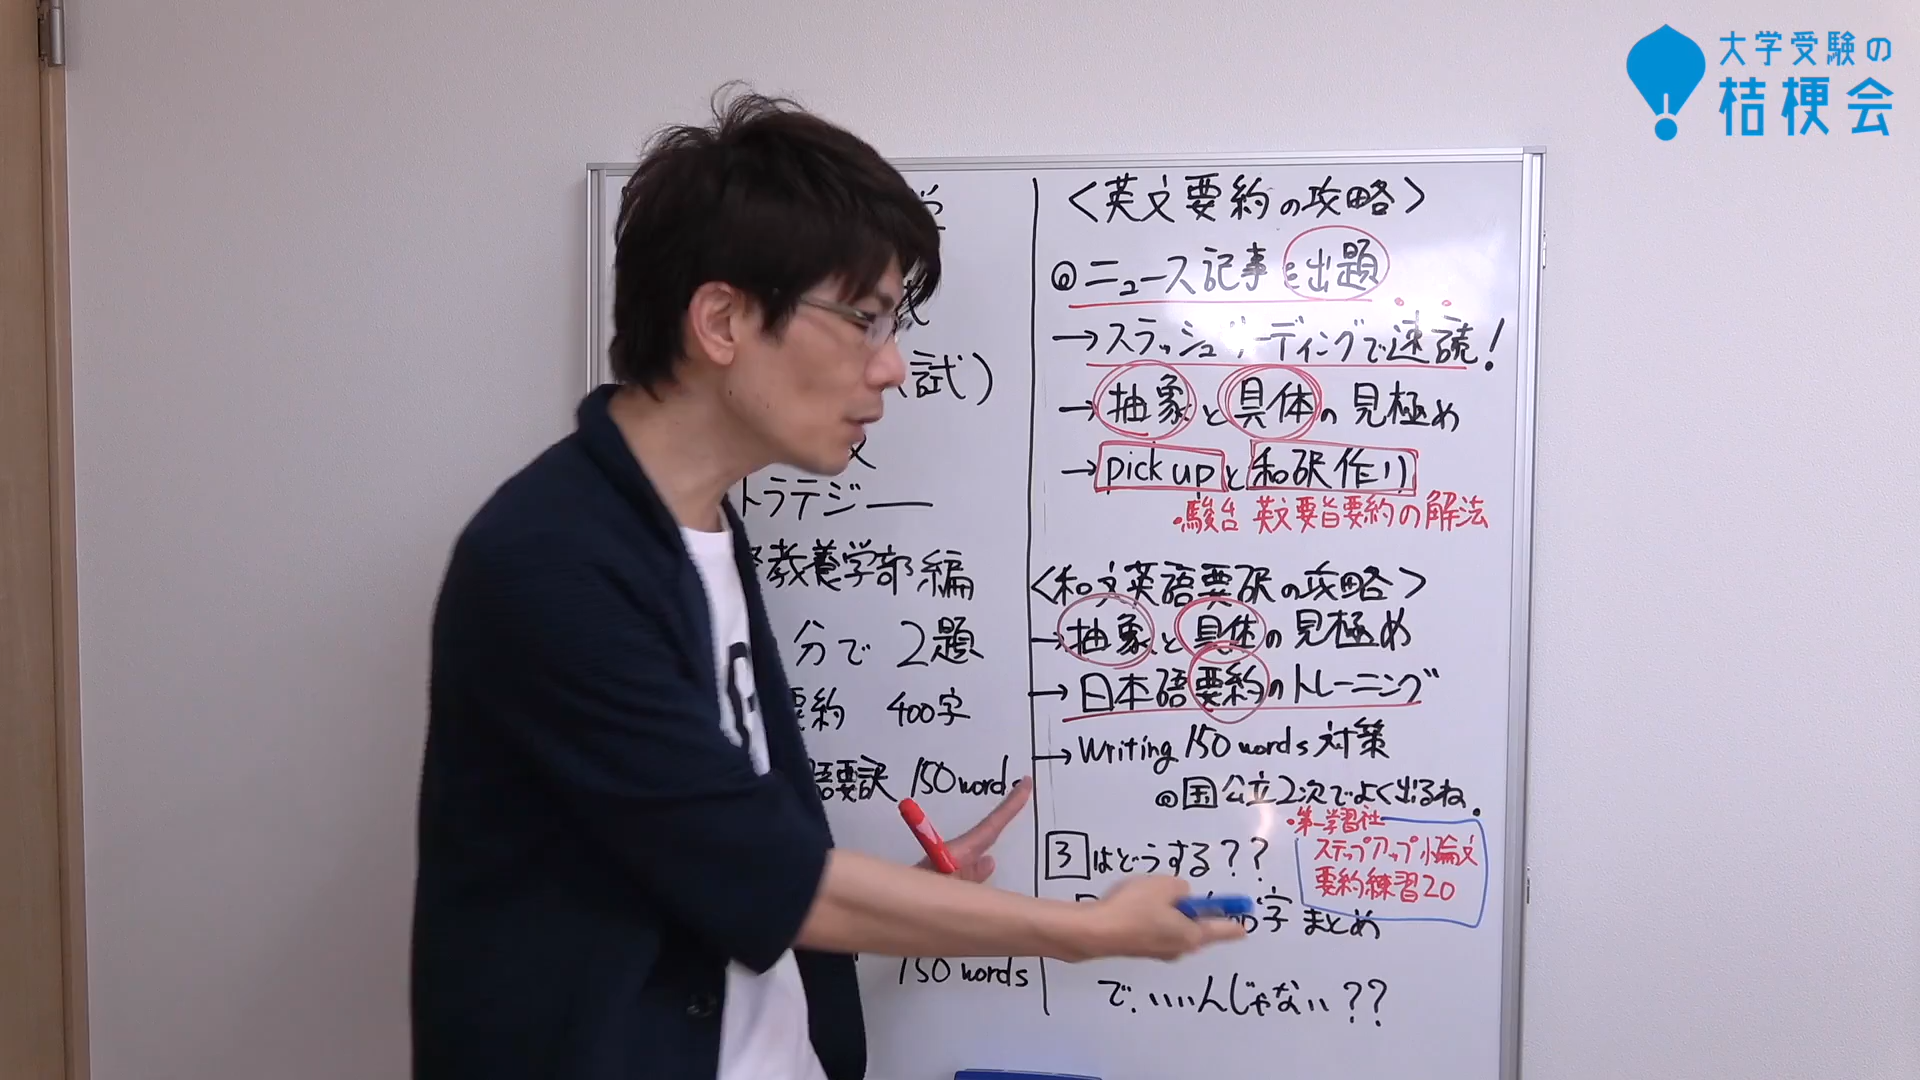 大学受験の
桔梗会
試)
トラテジー
教養学部編
分で 2題
要約 400字
語要訳 150words
150 words
<英文要約の攻略>
◎ニュース記事を出題
→スラッシュリーディングで速読!
→抽象と具体の見極め
→pick upと和訳作り
・駿台 英文要旨要約の解法
<和文英語要訳の攻略>
→抽象と具体の見極め
→日本語要約のトレーニング
→Writing 150 words 対策
◎国公立2次でよく出るね.
・第一学習社
ステップアップ小論文
要約練習20
3はどうする??
字 まとめ
で、いいんじゃない??